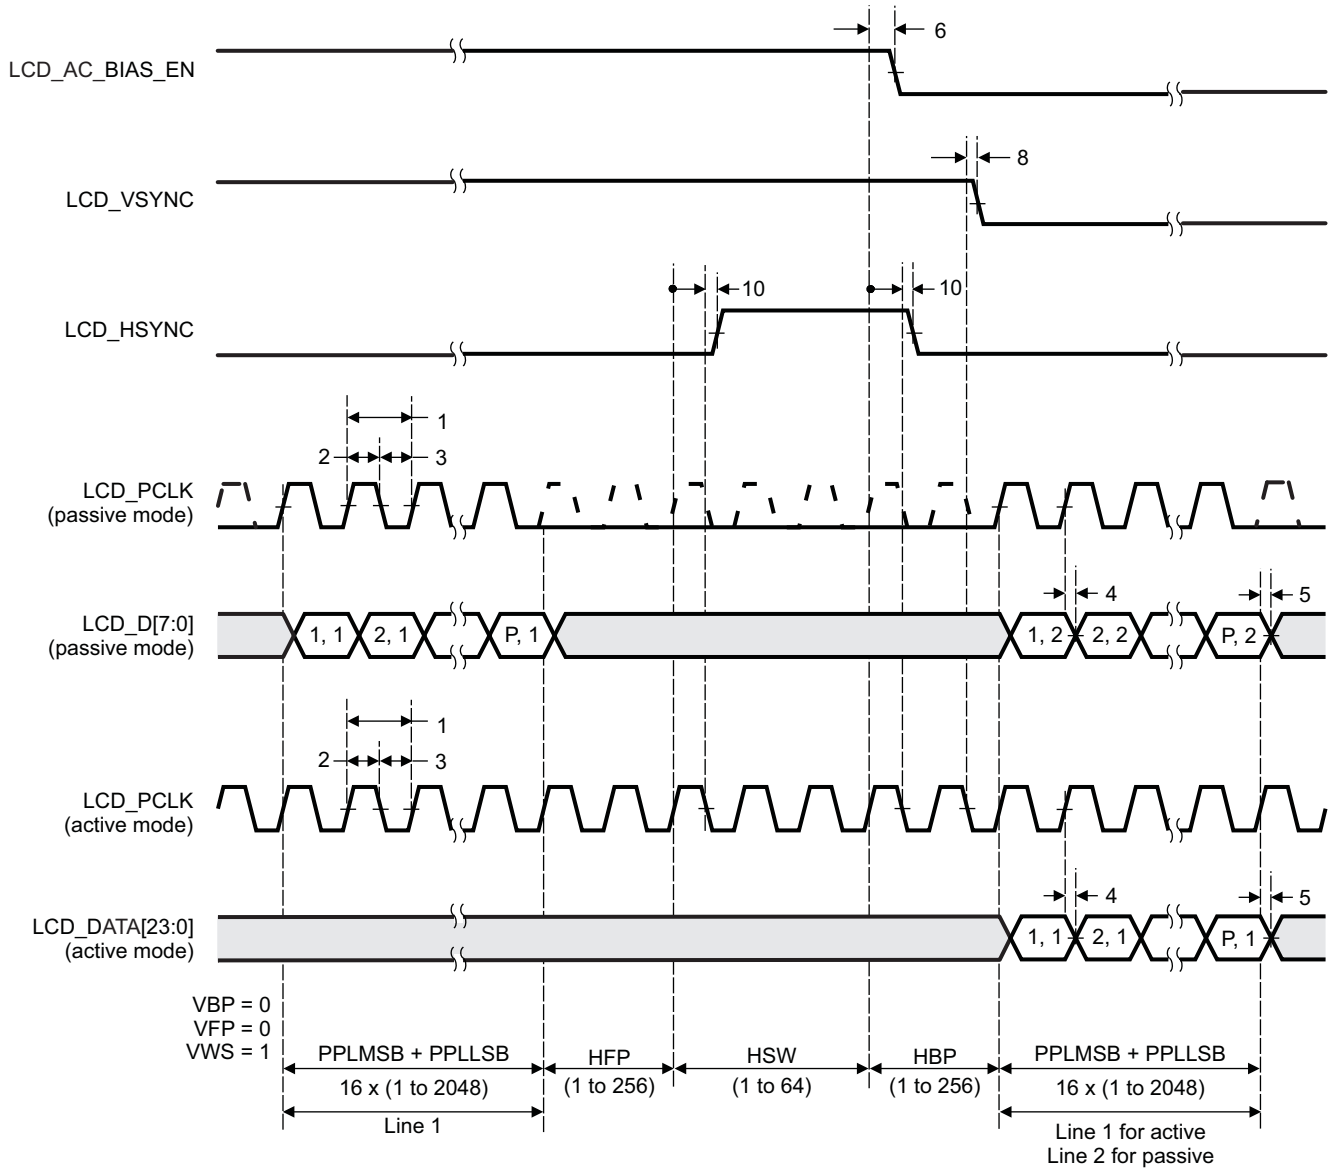 6
LCD_AC_BIAS_EN
8
LCD_VSYNC
10 10
LCD_HSYNC
1
2 3
LCD_PCLK
(passive mode)
4 5
LCD_D[7:0]
(passive mode)
1, 1 2, 1 P, 1 1, 2 2, 2 P, 2
1
2 3
LCD_PCLK
(active mode)
4 5
LCD_DATA[23:0]
(active mode)
1, 1 2, 1 P, 1
VBP = 0
VFP = 0
VWS = 1
PPLMSB + PPLLSB HFP HSW HBP PPLMSB + PPLLSB
16 x (1 to 2048) (1 to 256) (1 to 64) (1 to 256) 16 x (1 to 2048)
Line 1
Line 1 for active
Line 2 for passive